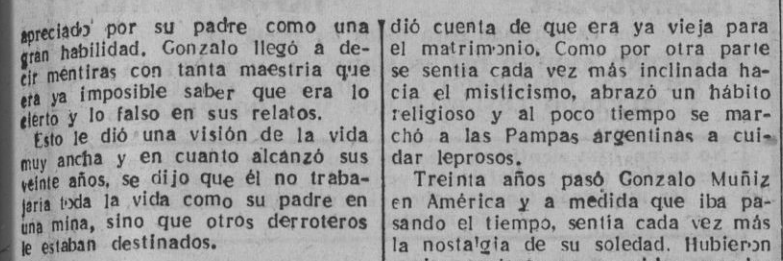 apreciado por su padre como una
gran habilidad. Gonzalo llegó a de-
cir mentiras con tanta maestria que
era ya imposible saber que era lo
cierto y lo falso en sus relatos.
Esto le dió una visión de la vida
muy ancha y en cuanto alcanzó sus
veinte años, se dijo que él no traba-
jaria toda la vida como su padre en
una mina, sino que otros derroteros
le estaban destinados.
dió cuenta de que era ya vieja para
el matrimonio. Como por otra parte
se sentia cada vez más inclinada ha-
cia el misticismo, abrazó un hábito
religioso y al poco tiempo se mar-
chó a las Pampas argentinas a cui-
dar leprosos.
Treinta años pasó Gonzalo Muñiz
en América y a medida que iba pa-
sando el tiempo, sentia cada vez más
la nostalgia de su soledad. Hubieron